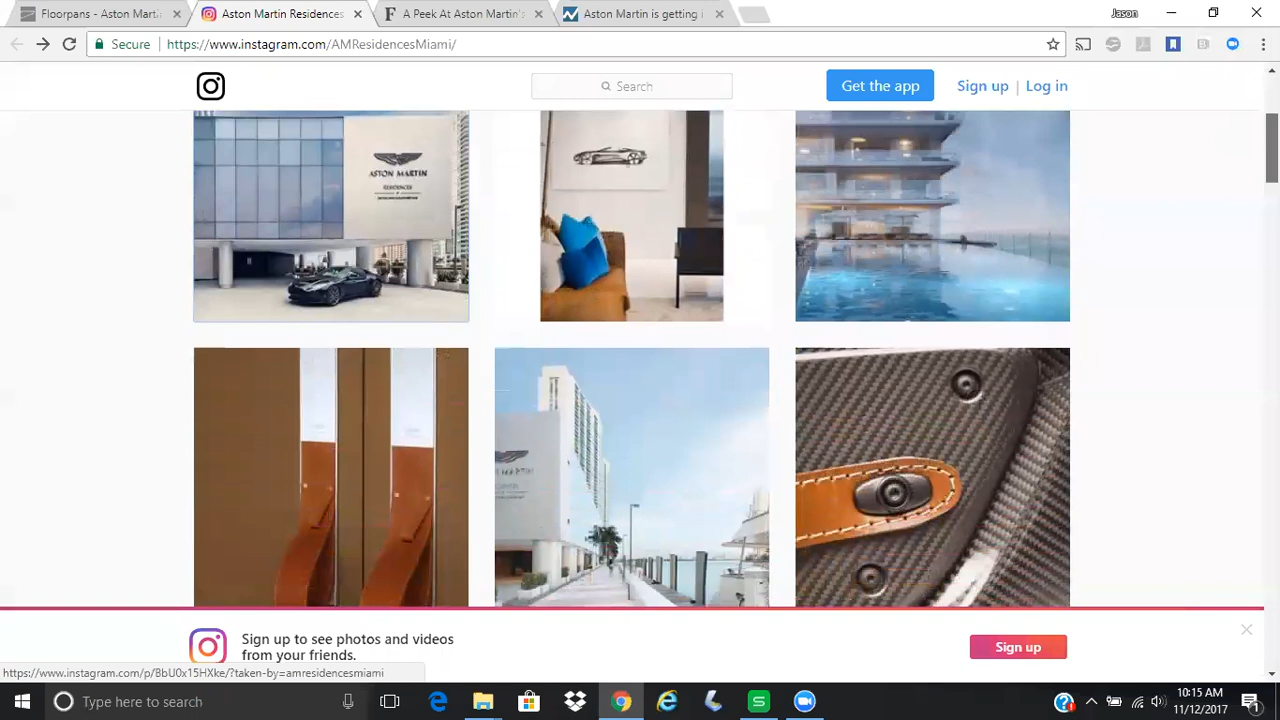 Floorpans - Aston Marti
Aston Martin Residences
A Peek At Aston Martin's
Aston Martin is getting i
Jason
Secure
https://www.instagram.com/AMResidencesMiami/
Search
Get the app
Sign up | Log in
ASTON MARTIN
RESIDENCES
Sign up to see photos and videos
from your friends.
Sign up
https://www.instagram.com/p/BbU0x15HXke/?taken-by=amresidencesmiami
Type here to search
10:15 AM
11/12/2017